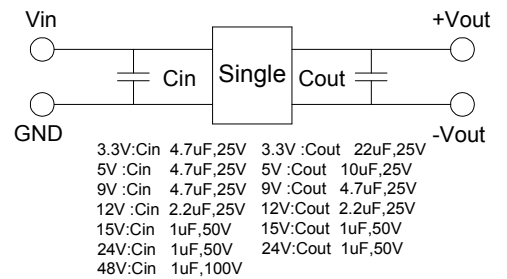 Vin +Vout
Cin Single Cout
GND -Vout
3.3V:Cin 4.7uF,25V 3.3V :Cout 22uF,25V
5V :Cin 4.7uF,25V 5V :Cout 10uF,25V
9V :Cin 4.7uF,25V 9V :Cout 4.7uF,25V
12V :Cin 2.2uF,25V 12V:Cout 2.2uF,25V
15V:Cin 1uF,50V 15V:Cout 1uF,50V
24V:Cin 1uF,50V 24V:Cout 1uF,50V
48V:Cin 1uF,100V